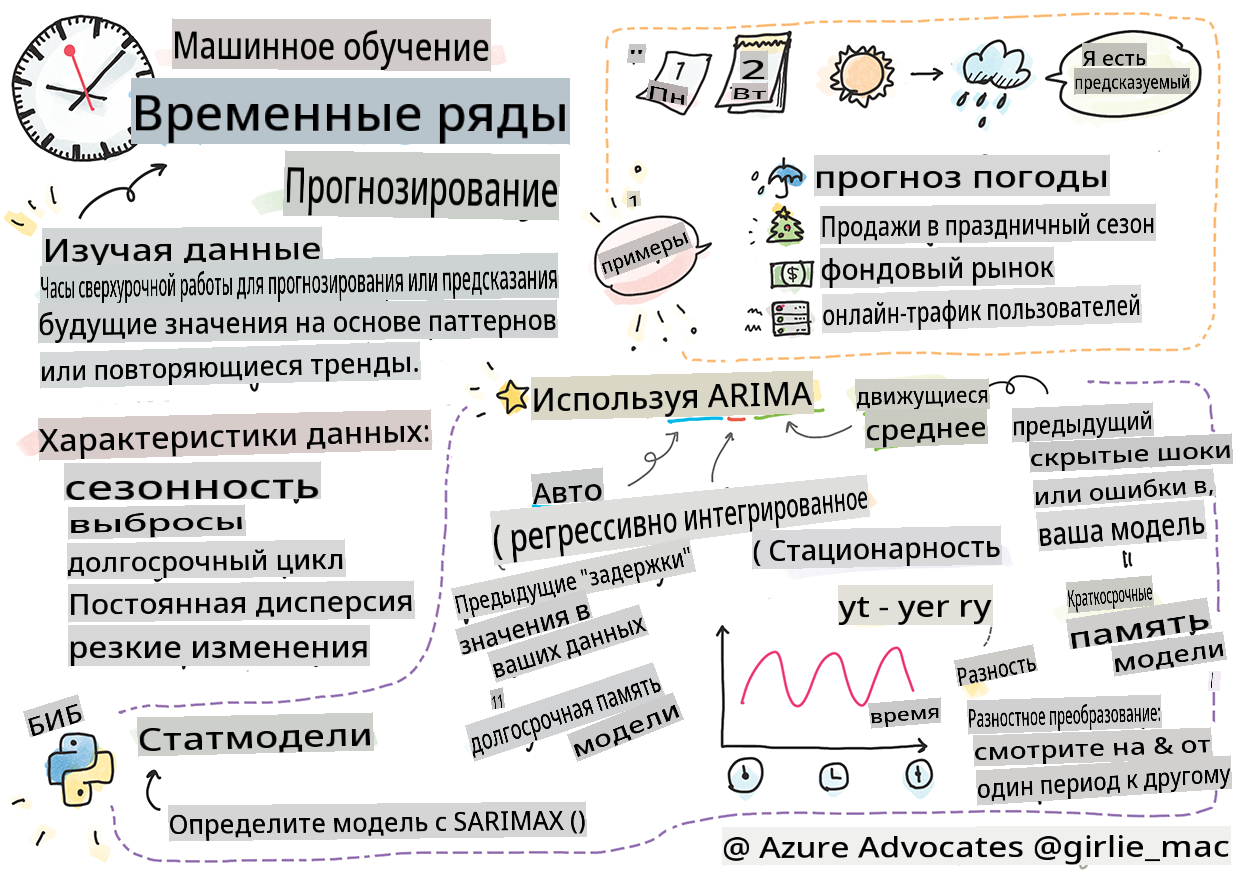 Машинное обучение
Временные ряды
Прогнозирование
Изучая данные
Часы сверхурочной работы для прогнозирования или предсказания
будущие значения на основе паттернов
или повторяющиеся тренды.
"
1
Пн
2
Вт
Я есть
предсказуемый
1
примеры
прогноз погоды
Продажи в праздничный сезон
фондовый рынок
онлайн-трафик пользователей
Характеристики данных:
сезонность
выбросы
долгосрочный цикл
Постоянная дисперсия
резкие изменения
Используя ARIMA
движущиеся
среднее
предыдущий
скрытые шоки
или ошибки в,
ваша модель
"
Краткосрочные
память
модели
Авто
( регрессивно интегрированное
Предыдущие "задержки"
значения в
ваших данных
11
долгосрочная память
модели
( Стационарность
yt - yer ry
время
Разность
Разностное преобразование:
смотрите на & от
один период к другому
БИБ
Статмодели
Определите модель с SARIMAX ()
@ Azure Advocates @girlie_mac